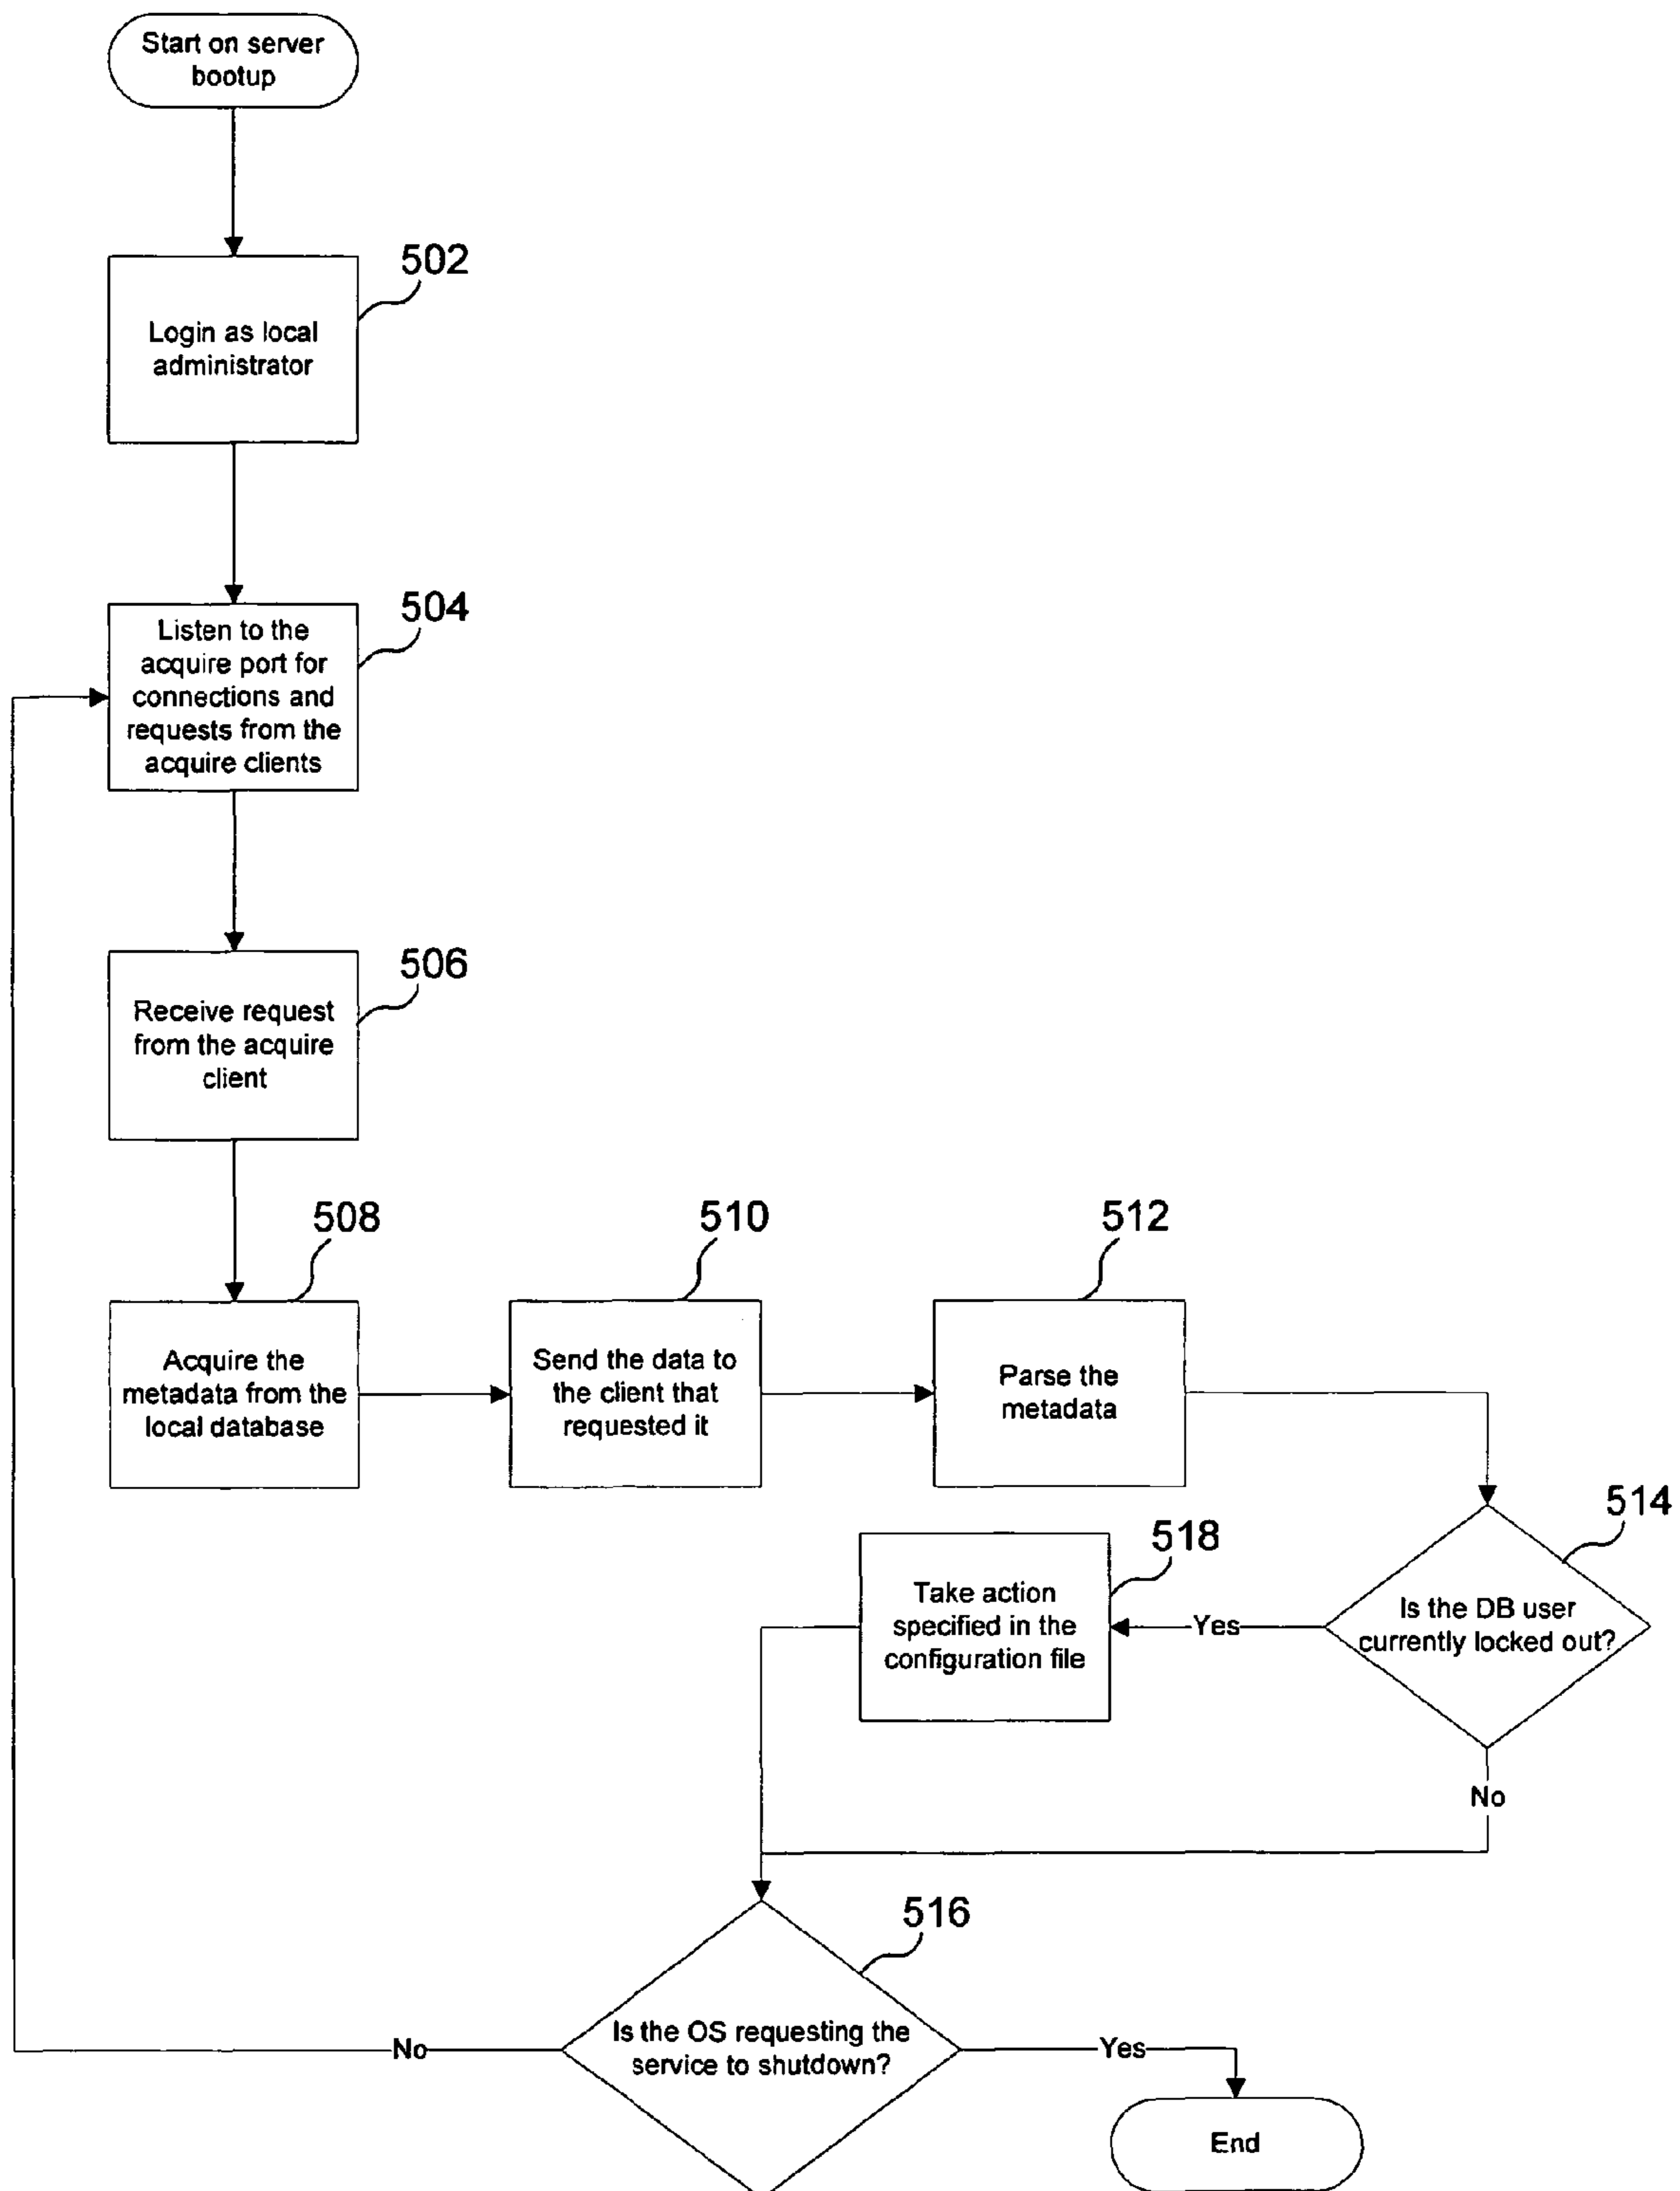 Start on server
bootup
502
Login as local
administrator
504
Listen to the
acquire port for
connections and
requests from the
acquire clients
506
Receive request
from the acquire
client
508
Acquire the
metadata from the
local database
510
Send the data to
the client that
requested it
512
Parse the
metadata
514
Is the DB user
currently locked out?
Yes
518
Take action
specified in the
configuration file
No
516
Is the OS requesting the
service to shutdown?
No
Yes
End